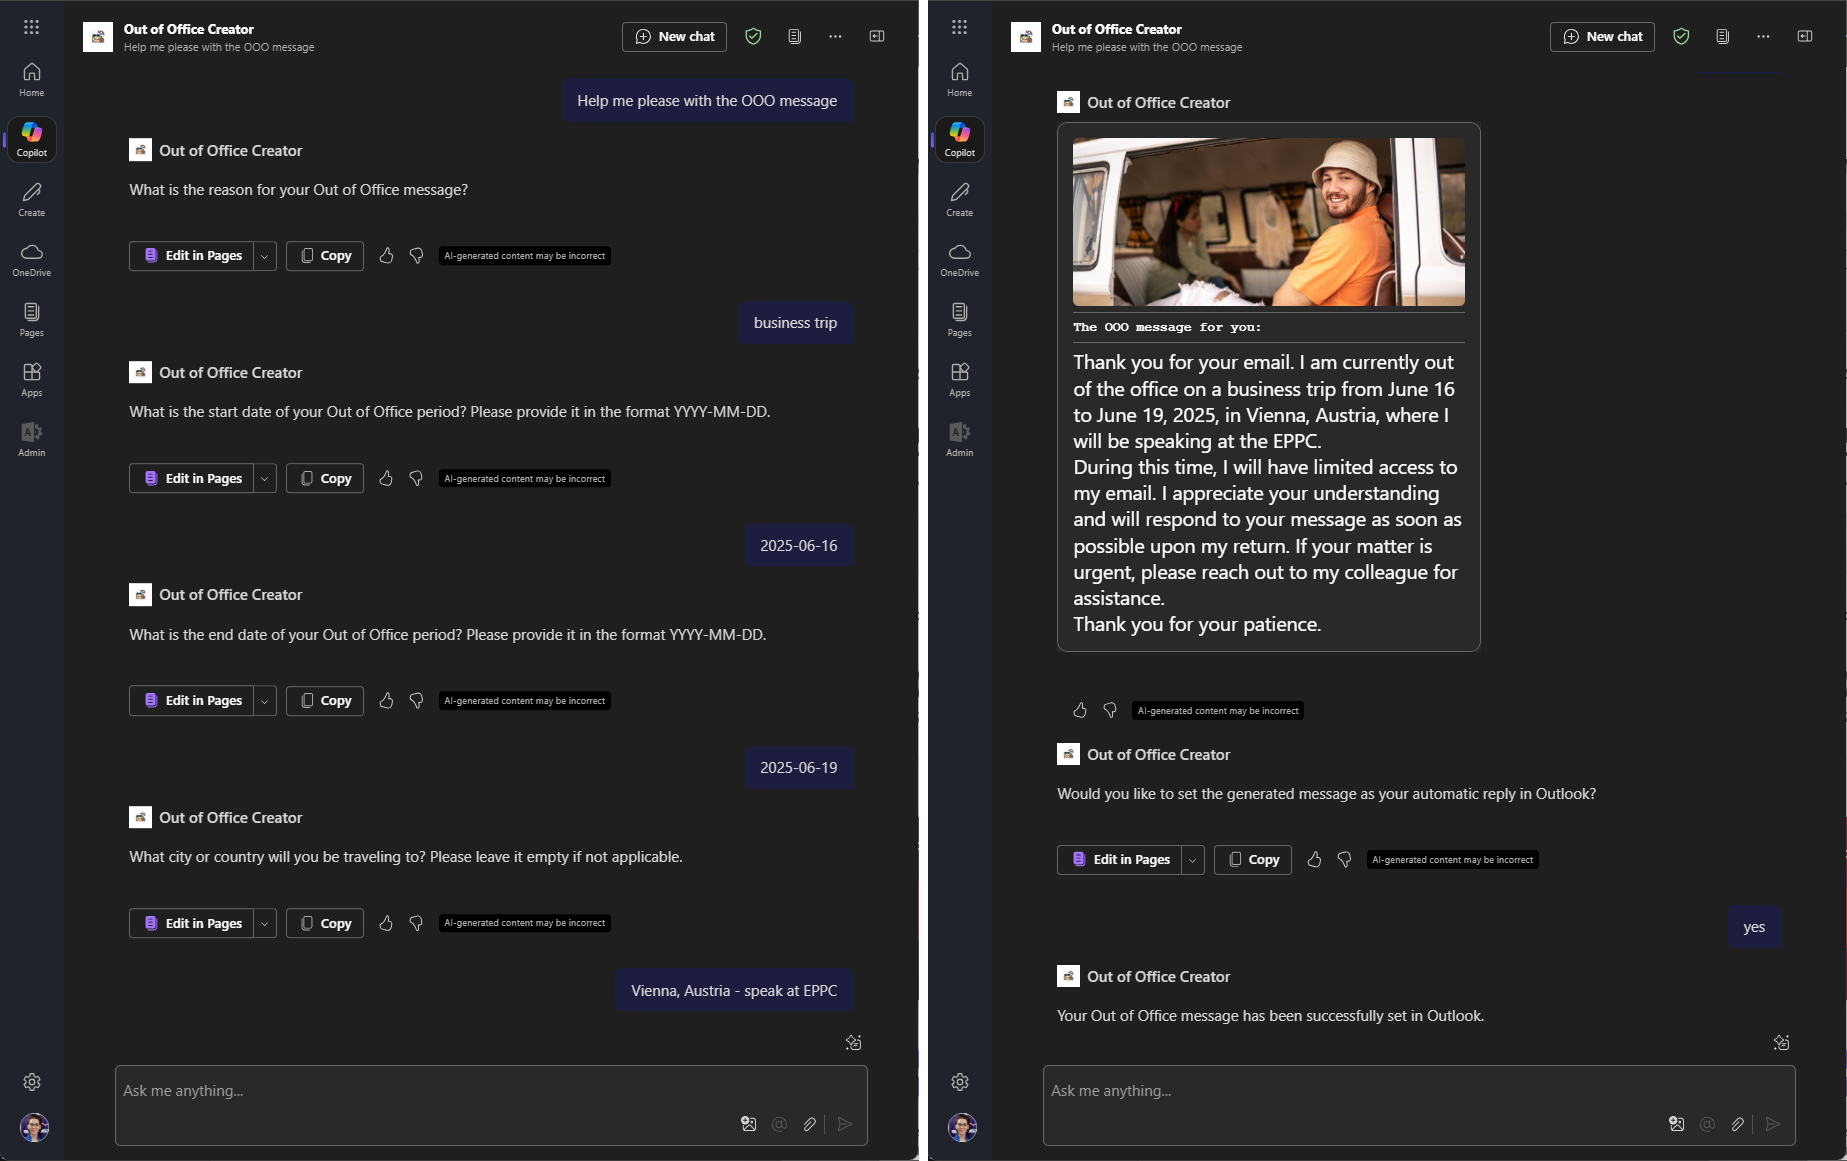 Out of Office Creator
Help me please with the OOO message
New chat
Home
Copilot
Create
OneDrive
Pages
Apps
Admin
Help me please with the OOO message
Out of Office Creator
What is the reason for your Out of Office message?
Edit in Pages
Copy
AI-generated content may be incorrect
business trip
Out of Office Creator
What is the start date of your Out of Office period? Please provide it in the format YYYY-MM-DD.
Edit in Pages
Copy
AI-generated content may be incorrect
2025-06-16
Out of Office Creator
What is the end date of your Out of Office period? Please provide it in the format YYYY-MM-DD.
Edit in Pages
Copy
AI-generated content may be incorrect
2025-06-19
Out of Office Creator
What city or country will you be traveling to? Please leave it empty if not applicable.
Edit in Pages
Copy
AI-generated content may be incorrect
Vienna, Austria - speak at EPPC
Ask me anything...
Out of Office Creator
Help me please with the OOO message
New chat
Home
Copilot
Create
OneDrive
Pages
Apps
Admin
Out of Office Creator
The OOO message for you:
Thank you for your email. I am currently out
of the office on a business trip from June 16
to June 19, 2025, in Vienna, Austria, where I
will be speaking at the EPPC.
During this time, I will have limited access to
my email. I appreciate your understanding
and will respond to your message as soon as
possible upon my return. If your matter is
urgent, please reach out to my colleague for
assistance.
Thank you for your patience.
AI-generated content may be incorrect
Out of Office Creator
Would you like to set the generated message as your automatic reply in Outlook?
Edit in Pages
Copy
AI-generated content may be incorrect
yes
Out of Office Creator
Your Out of Office message has been successfully set in Outlook.
Ask me anything...